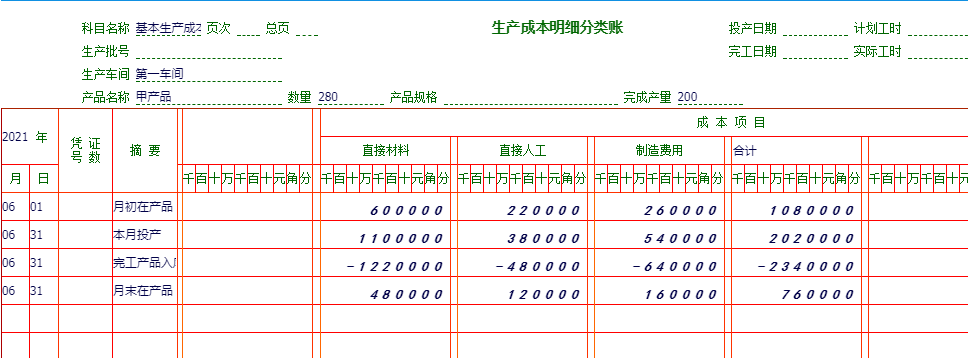 科目名称 基本生产成2 页次 总页 生产成本明细分类账 投产日期 计划工时
生产批号 完工日期 实际工时
生产车间 第一车间
产品名称 甲产品 数量 280 产品规格 完成产量 200
成 本 项 目
2021 年 凭 证 号 数 摘 要 直接材料 直接人工 制造费用 合计
月 日 千百十万千百十元角分 千百十万千百十元角分 千百十万千百十元角分 千百十万千百十元角分 千百十万千百十元角分 千百十万千百十元
06 01 月初在产品 600000 220000 260000 1080000
06 31 本月投产 1100000 380000 540000 2020000
06 31 完工产品入 -1220000 -480000 -640000 -2340000
06 31 月末在产品 480000 120000 160000 760000